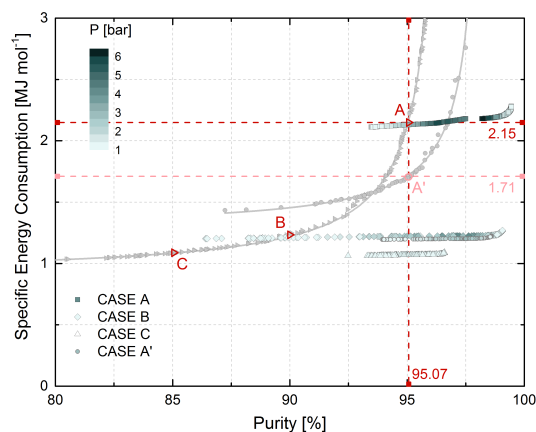 Specific Energy Consumption [MJ mol⁻¹]
3
2
1
0
P [bar]
6
5
4
3
2
1
A
2.15
A'
1.71
B
C
CASE A
CASE B
CASE C
CASE A'
95.07
80
85
90
95
100
Purity [%]